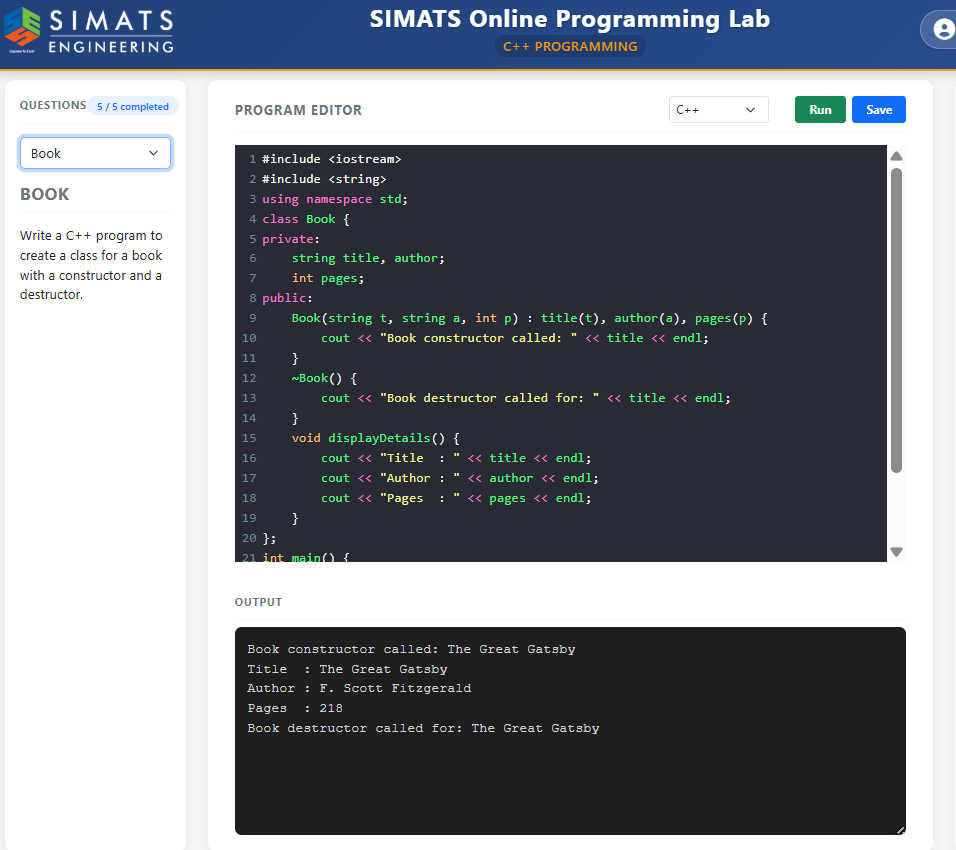 SIMATS
ENGINEERING
SIMATS Online Programming Lab
C++ PROGRAMMING
QUESTIONS 5 / 5 completed
Book
BOOK
Write a C++ program to
create a class for a book
with a constructor and a
destructor.
PROGRAM EDITOR
C++
Run
Save
1 #include <iostream>
2 #include <string>
3 using namespace std;
4 class Book {
5 private:
6     string title, author;
7     int pages;
8 public:
9     Book(string t, string a, int p) : title(t), author(a), pages(p) {
10         cout << "Book constructor called: " << title << endl;
11     }
12     ~Book() {
13         cout << "Book destructor called for: " << title << endl;
14     }
15     void displayDetails() {
16         cout << "Title  : " << title << endl;
17         cout << "Author : " << author << endl;
18         cout << "Pages  : " << pages << endl;
19     }
20 };
21 int main() {
OUTPUT
Book constructor called: The Great Gatsby
Title  : The Great Gatsby
Author : F. Scott Fitzgerald
Pages  : 218
Book destructor called for: The Great Gatsby